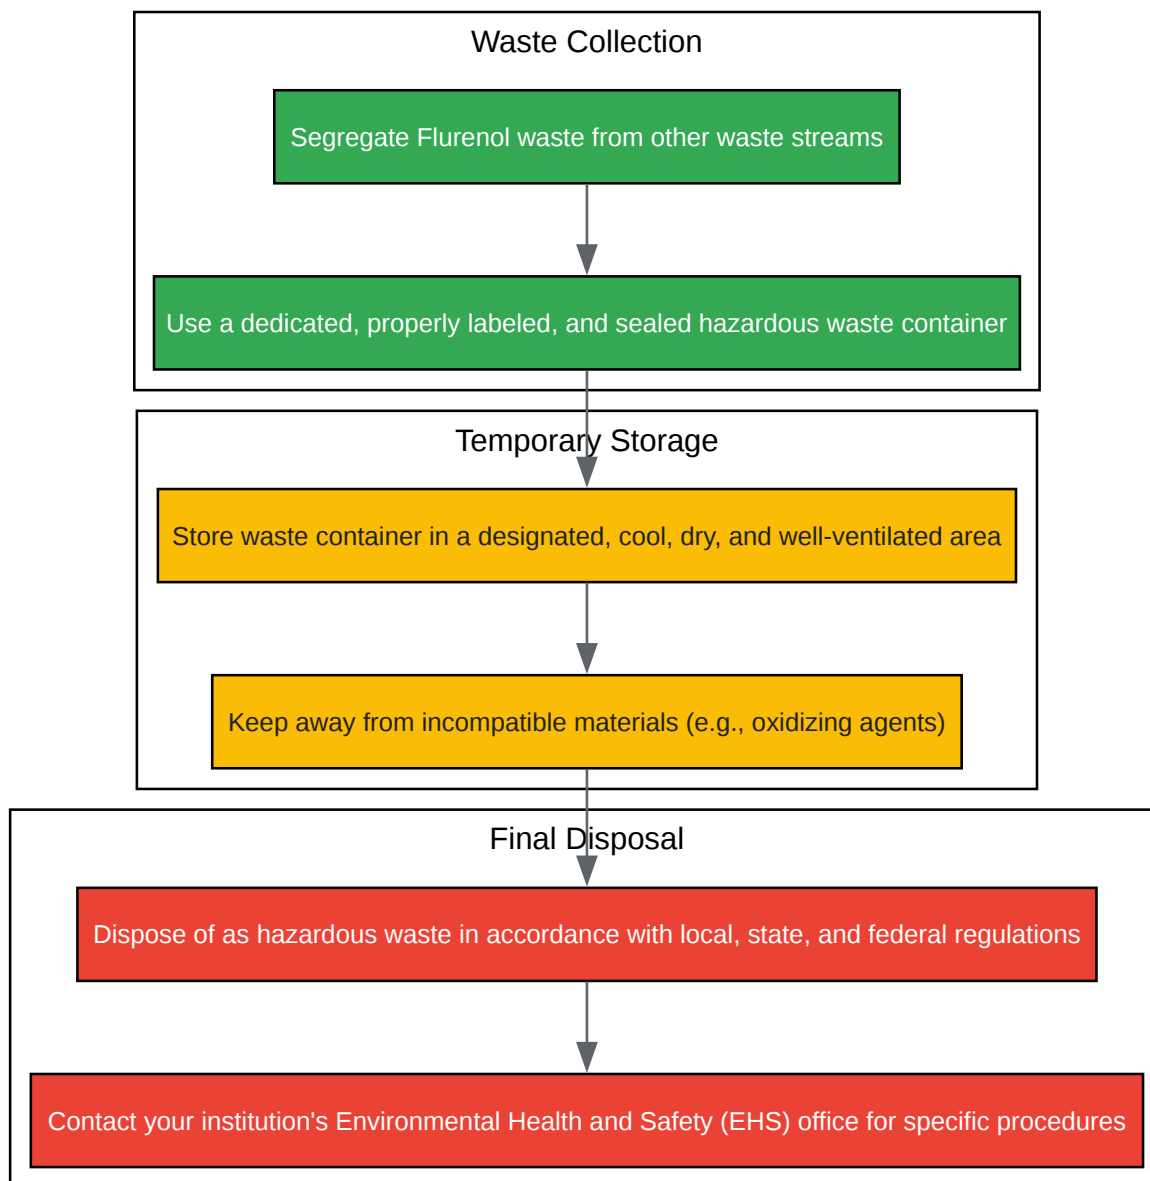 Waste Collection
Segregate Flurenol waste from other waste streams
Use a dedicated, properly labeled, and sealed hazardous waste container
Temporary Storage
Store waste container in a designated, cool, dry, and well-ventilated area
Keep away from incompatible materials (e.g., oxidizing agents)
Final Disposal
Dispose of as hazardous waste in accordance with local, state, and federal regulations
Contact your institution's Environmental Health and Safety (EHS) office for specific procedures